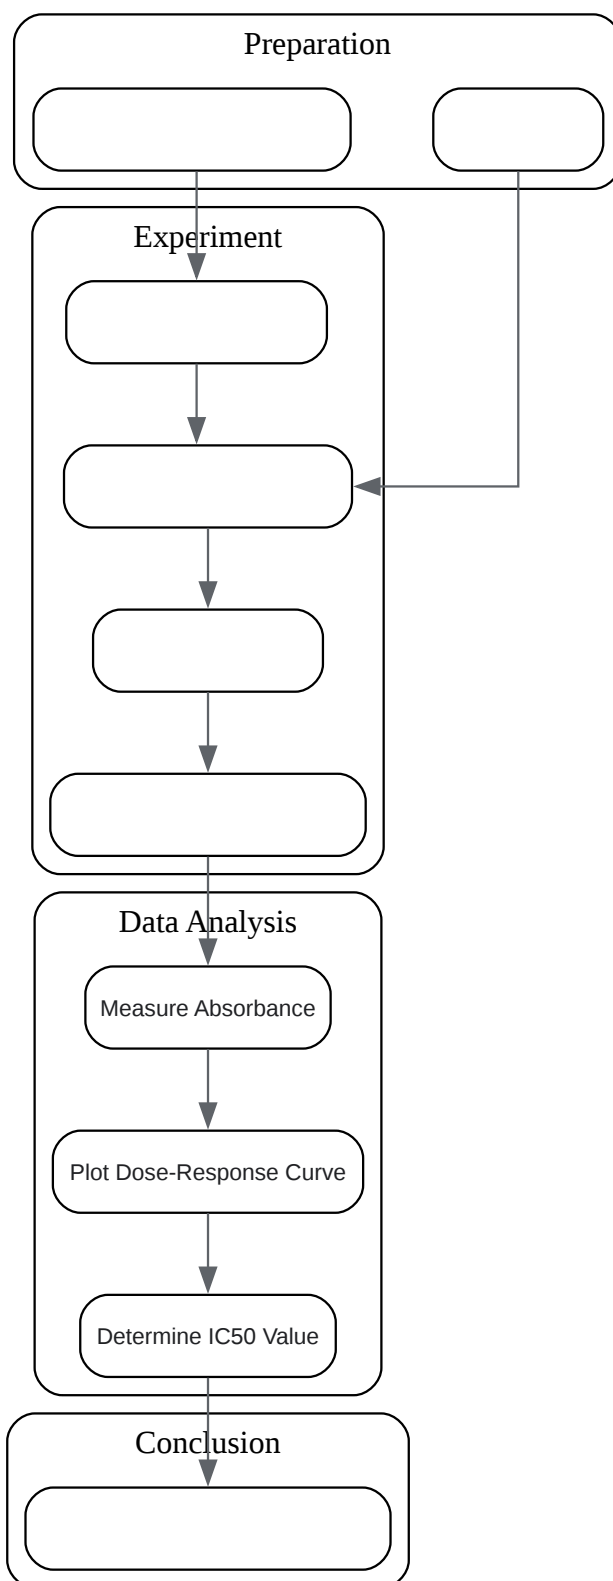 Preparation
Experiment
Data Analysis
Measure Absorbance
Plot Dose-Response Curve
Determine IC50 Value
Conclusion